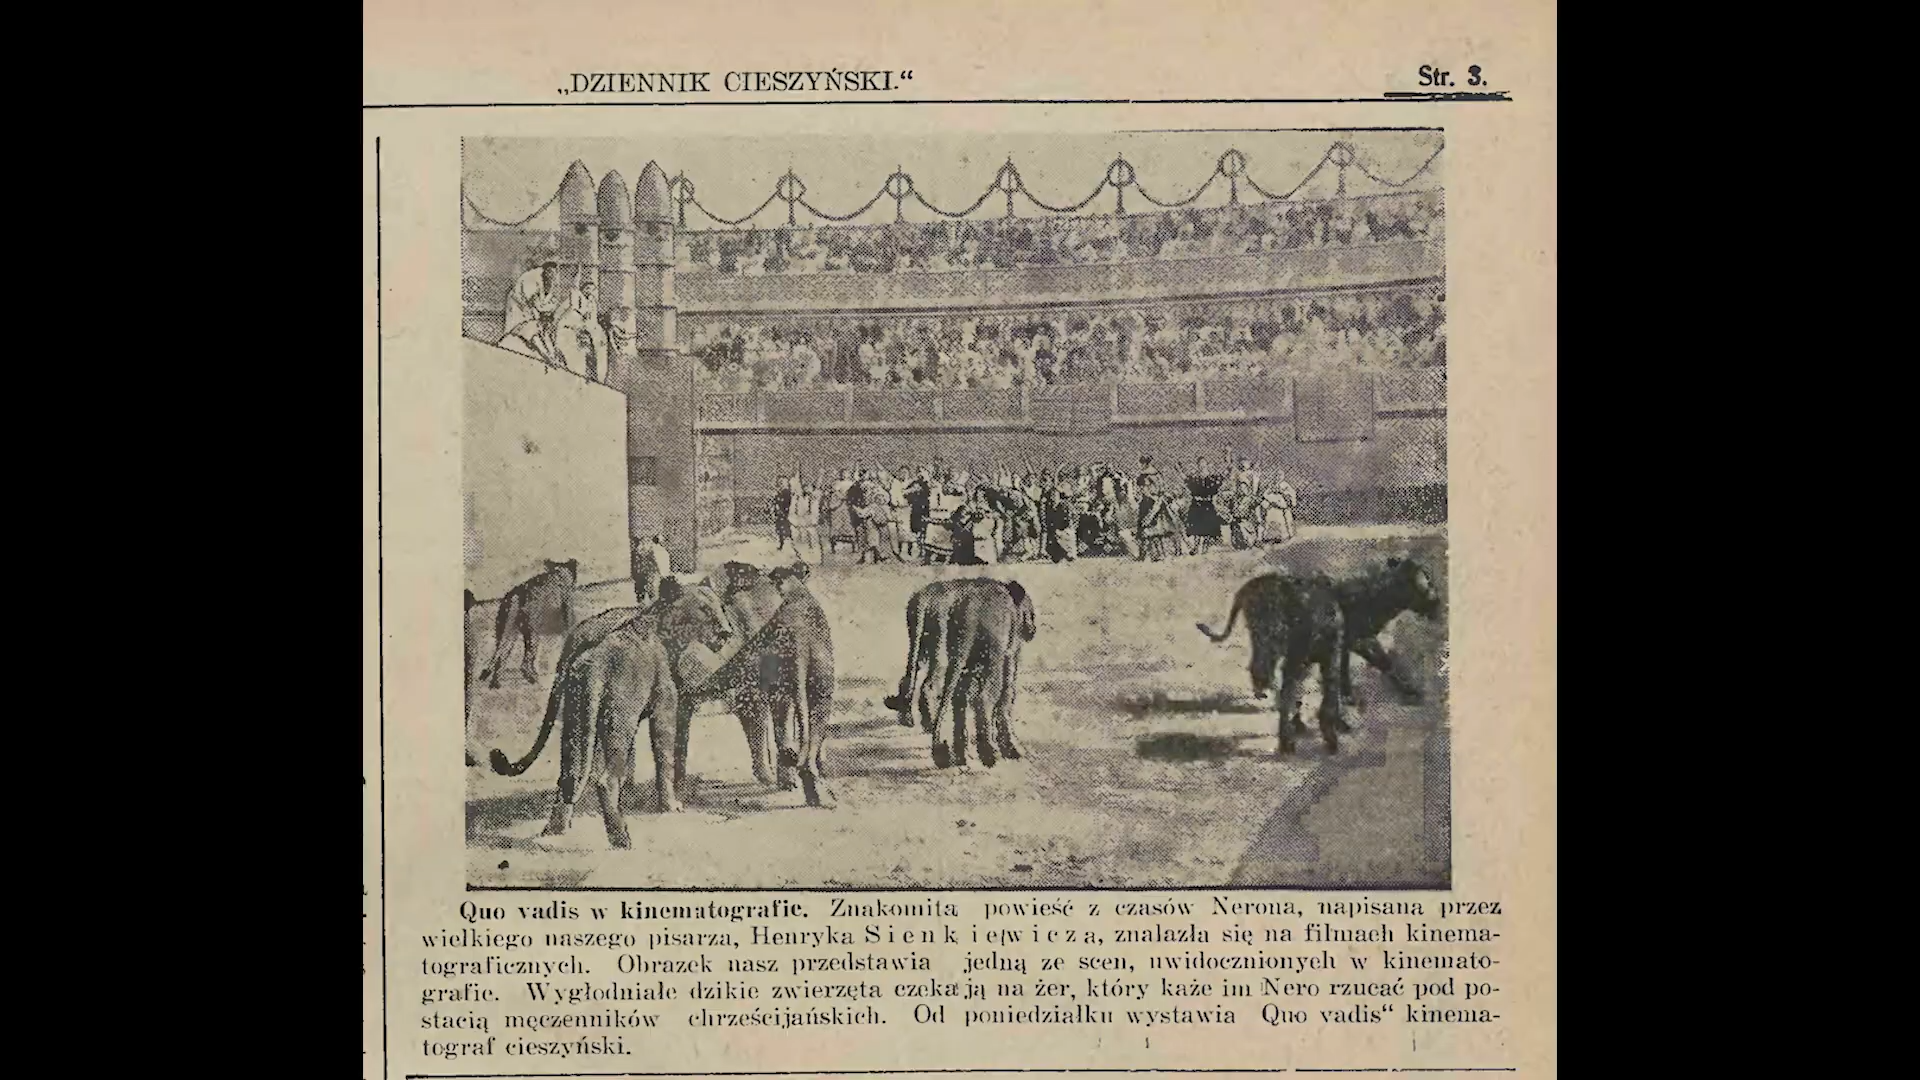 „DZIENNIK CIESZYŃSKI.“
Str. 3.
Quo vadis w kinematografie. Znakomita powieść z czasów Nerona, napisana przez
wielkiego naszego pisarza, Henryka Sienkiewicza, znalazła się na filmach kinema-
tograficznych. Obrazek nasz przedstawia jedną ze scen, uwidocznionych w kinemato-
grafie. Wygłodniałe dzikie zwierzęta czekają na żer, który każe im Nero rzucać pod po-
stacią męczenników chrześcijańskich. Od poniedziałku wystawia Quo vadis“ kinema-
tograf cieszyński.